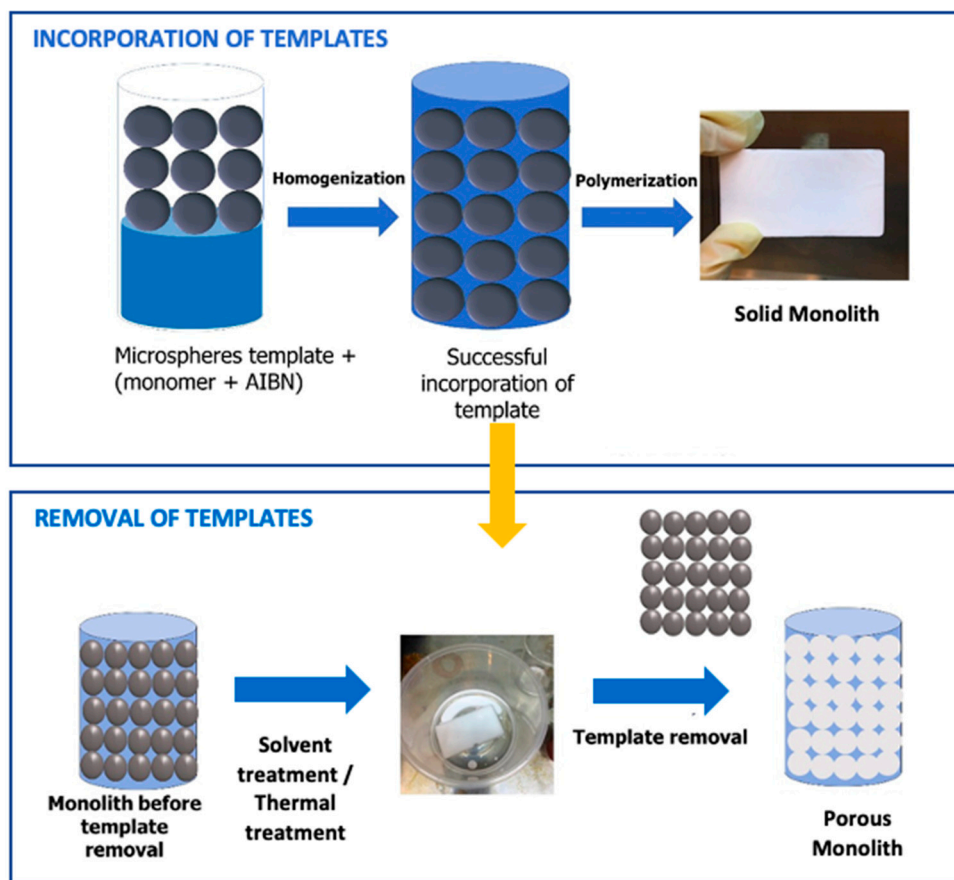 INCORPORATION OF TEMPLATES
Homogenization
Polymerization
Solid Monolith
Microspheres template +
(monomer + AIBN)
Successful
incorporation of
template
REMOVAL OF TEMPLATES
Monolith before
template
removal
Solvent
treatment /
Thermal
treatment
Template removal
Porous
Monolith